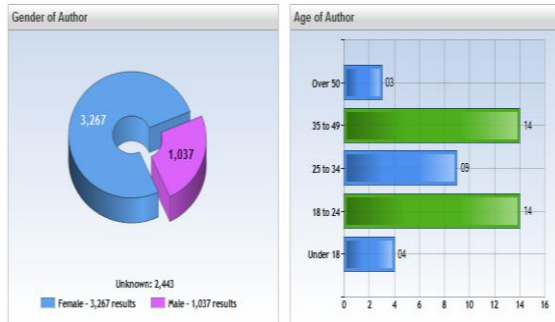 Gender of Author
3,267
1,037
Unknown: 2,443
Female - 3,267 results
Male - 1,037 results
Age of Author
Over 50
03
35 to 49
14
25 to 34
09
18 to 24
14
Under 18
04
0 2 4 6 8 10 12 14 16